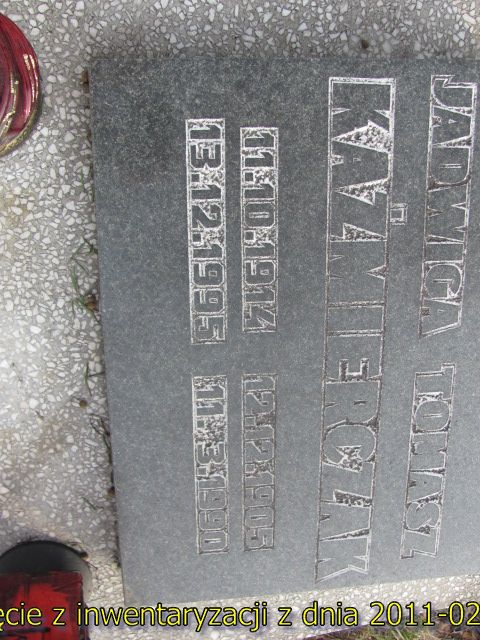 JADWIGA TOMASZ
KAŹMIERCZAK
11.10.1914 17.12.1905
13.12.1995 11.3.1990
ęcie z inwentaryzacji z dnia 2011-02